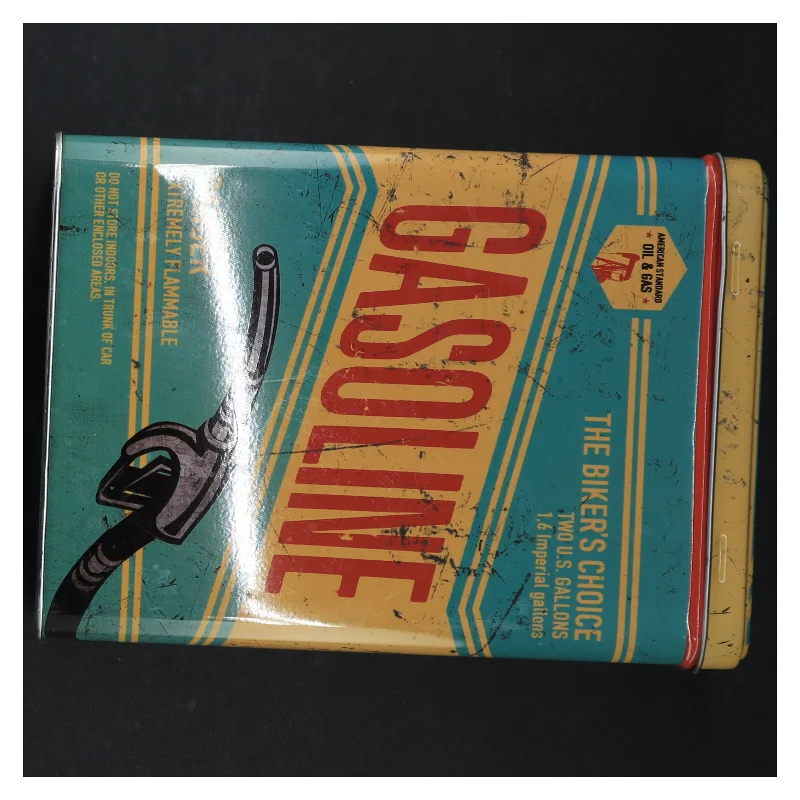 AMERICAN STANDARD
OIL & GAS
THE BIKER'S CHOICE
TWO U.S. GALLONS
1.6 Imperial gallons
GASOLINE
EXTREMELY FLAMMABLE
DO NOT STORE INDOORS, IN TRUNK OF CAR
OR OTHER ENCLOSED AREAS.